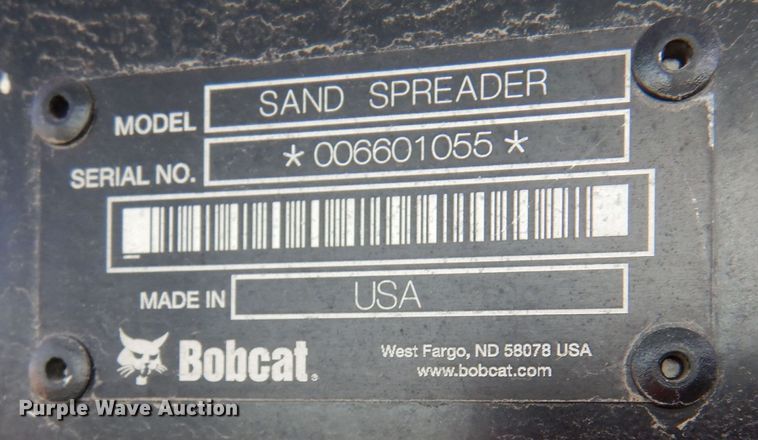 MODEL SAND SPREADER
SERIAL NO. *006601055*
MADE IN USA
Bobcat®
West Fargo, ND 58078 USA
www.bobcat.com
Purple Wave Auction